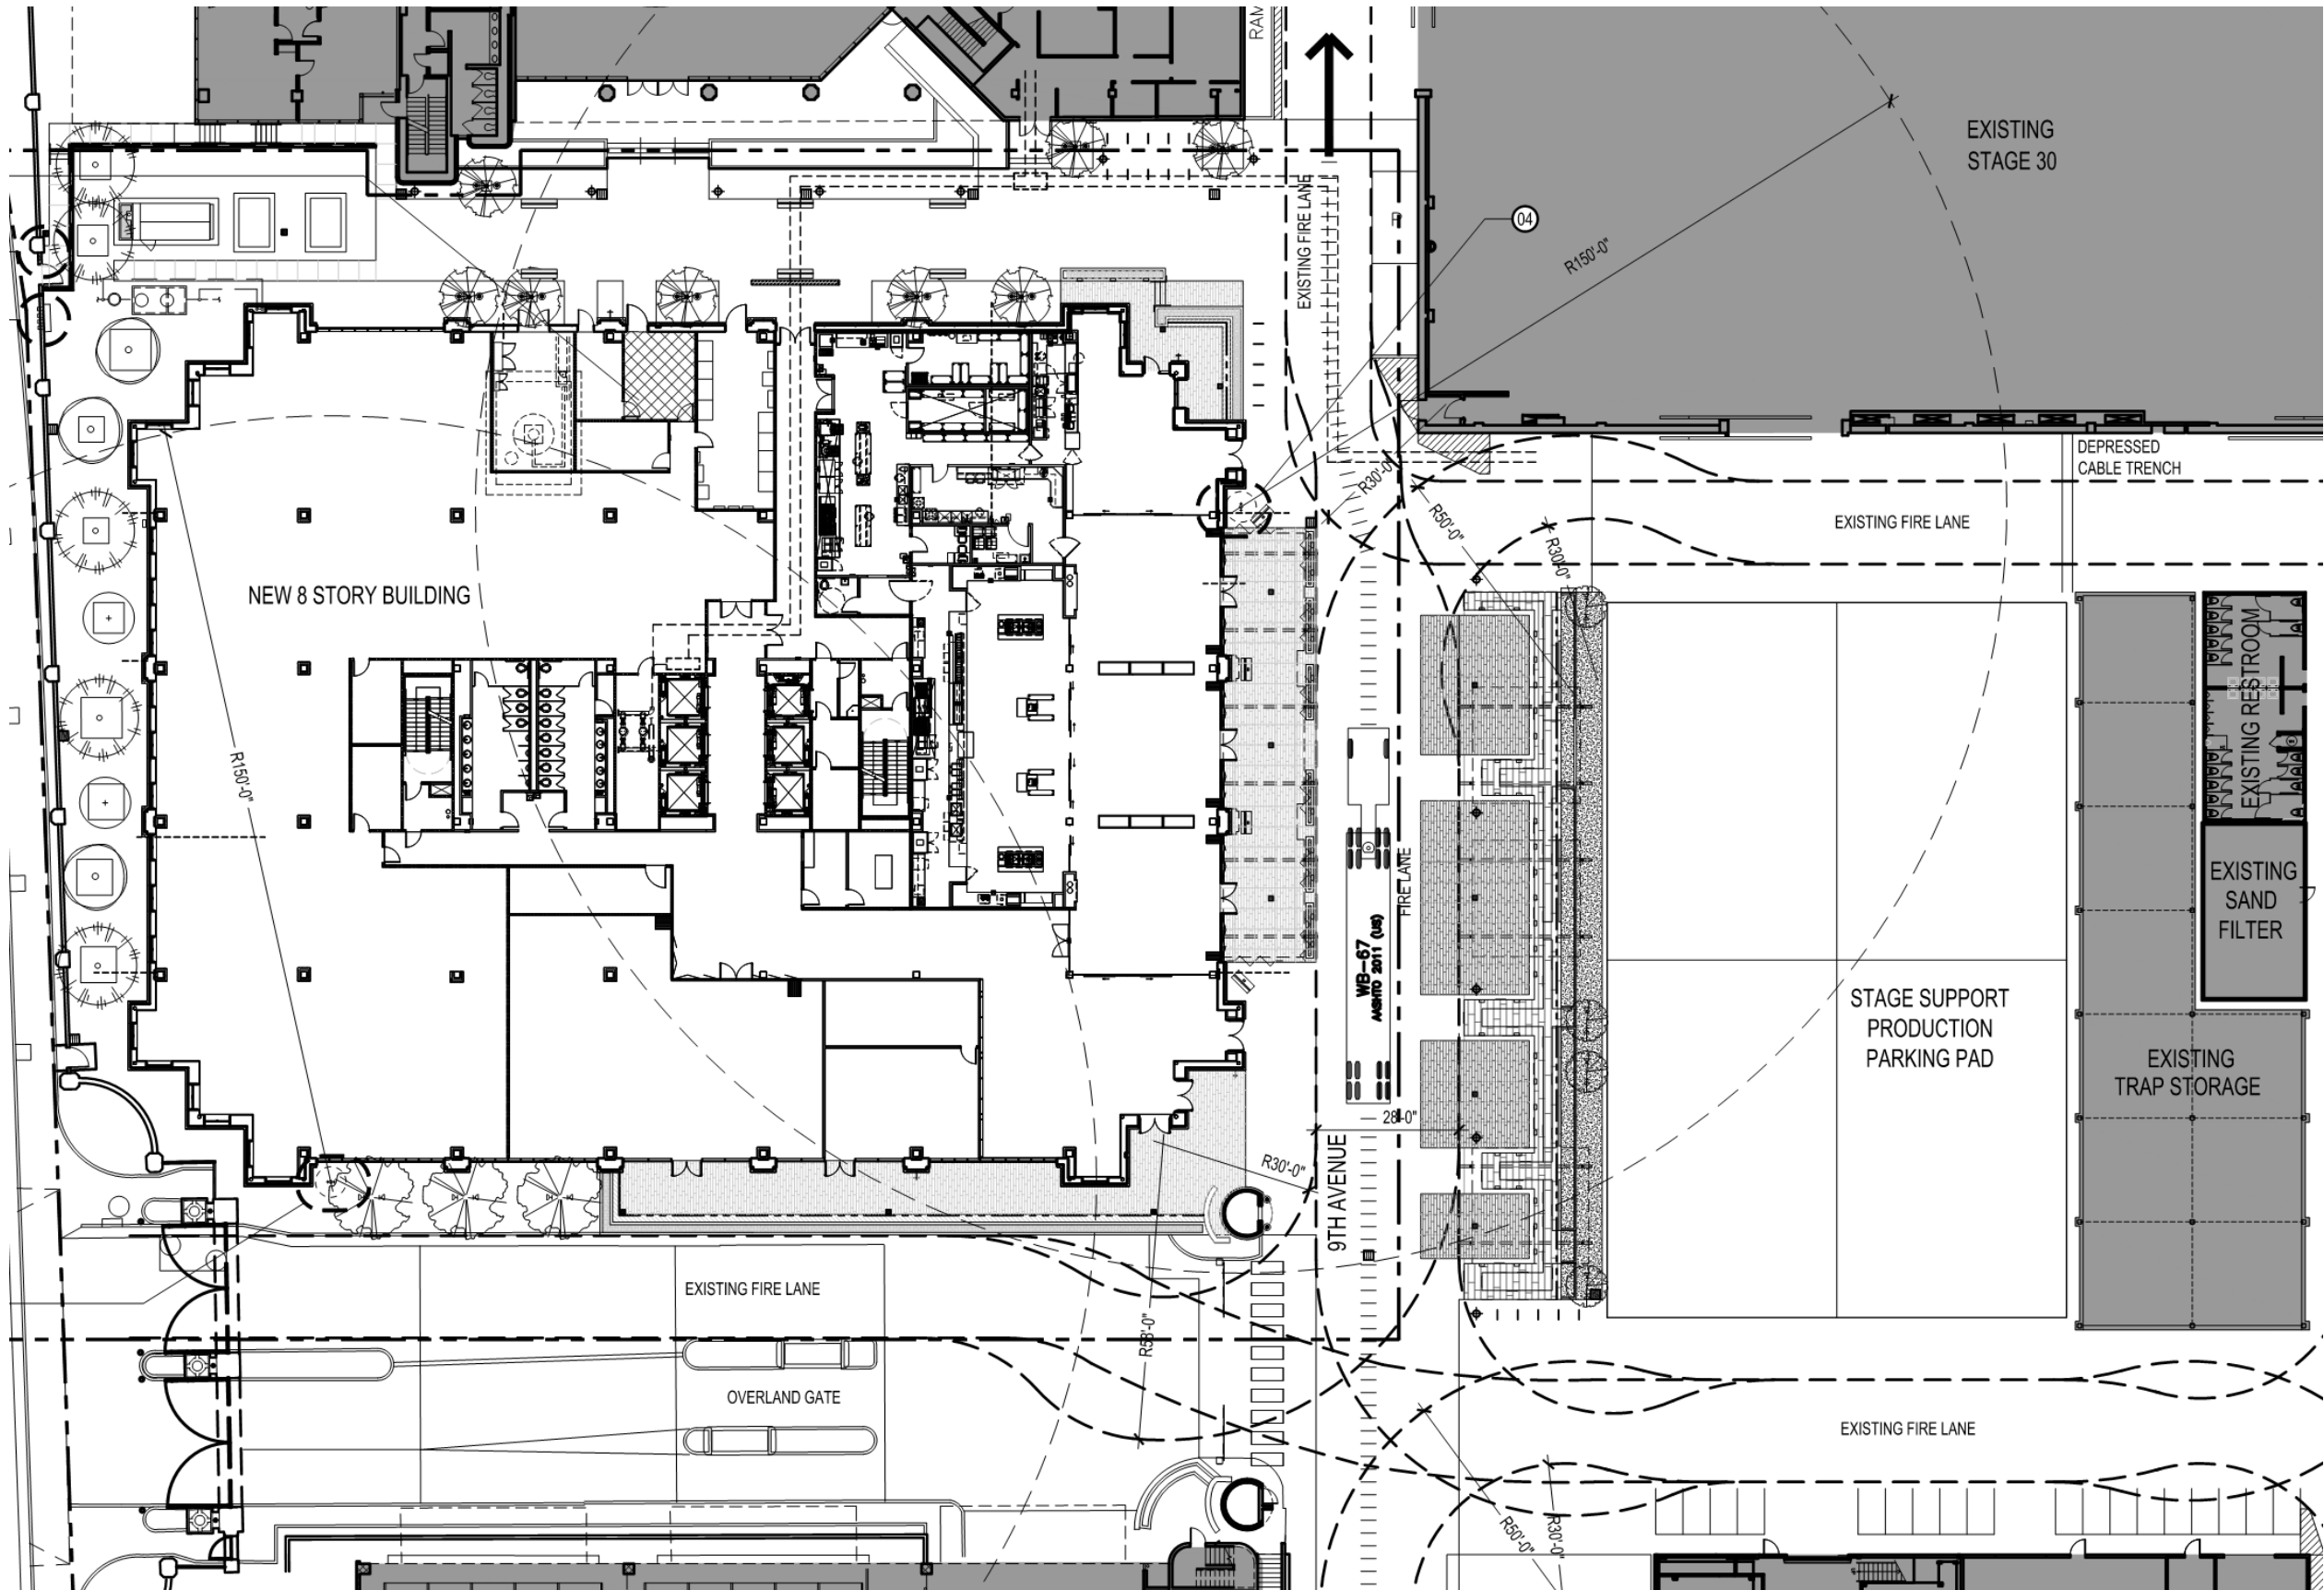 RAM
EXISTING
STAGE 30
04
EXISTING FIRE LANE
R150'-0"
DEPRESSED
CABLE TRENCH
R30'-0"
R50'-0"
R30'-0"
EXISTING FIRE LANE
NEW 8 STORY BUILDING
EXISTING RESTROOM
R150'-0"
FIRE LANE
EXISTING
SAND
FILTER
WB-67
AASHTO 2011 (US)
STAGE SUPPORT
PRODUCTION
PARKING PAD
EXISTING
TRAP STORAGE
28'-0"
R30'-0"
9TH AVENUE
EXISTING FIRE LANE
R58'-0"
OVERLAND GATE
EXISTING FIRE LANE
R50'-0"
R30'-0"